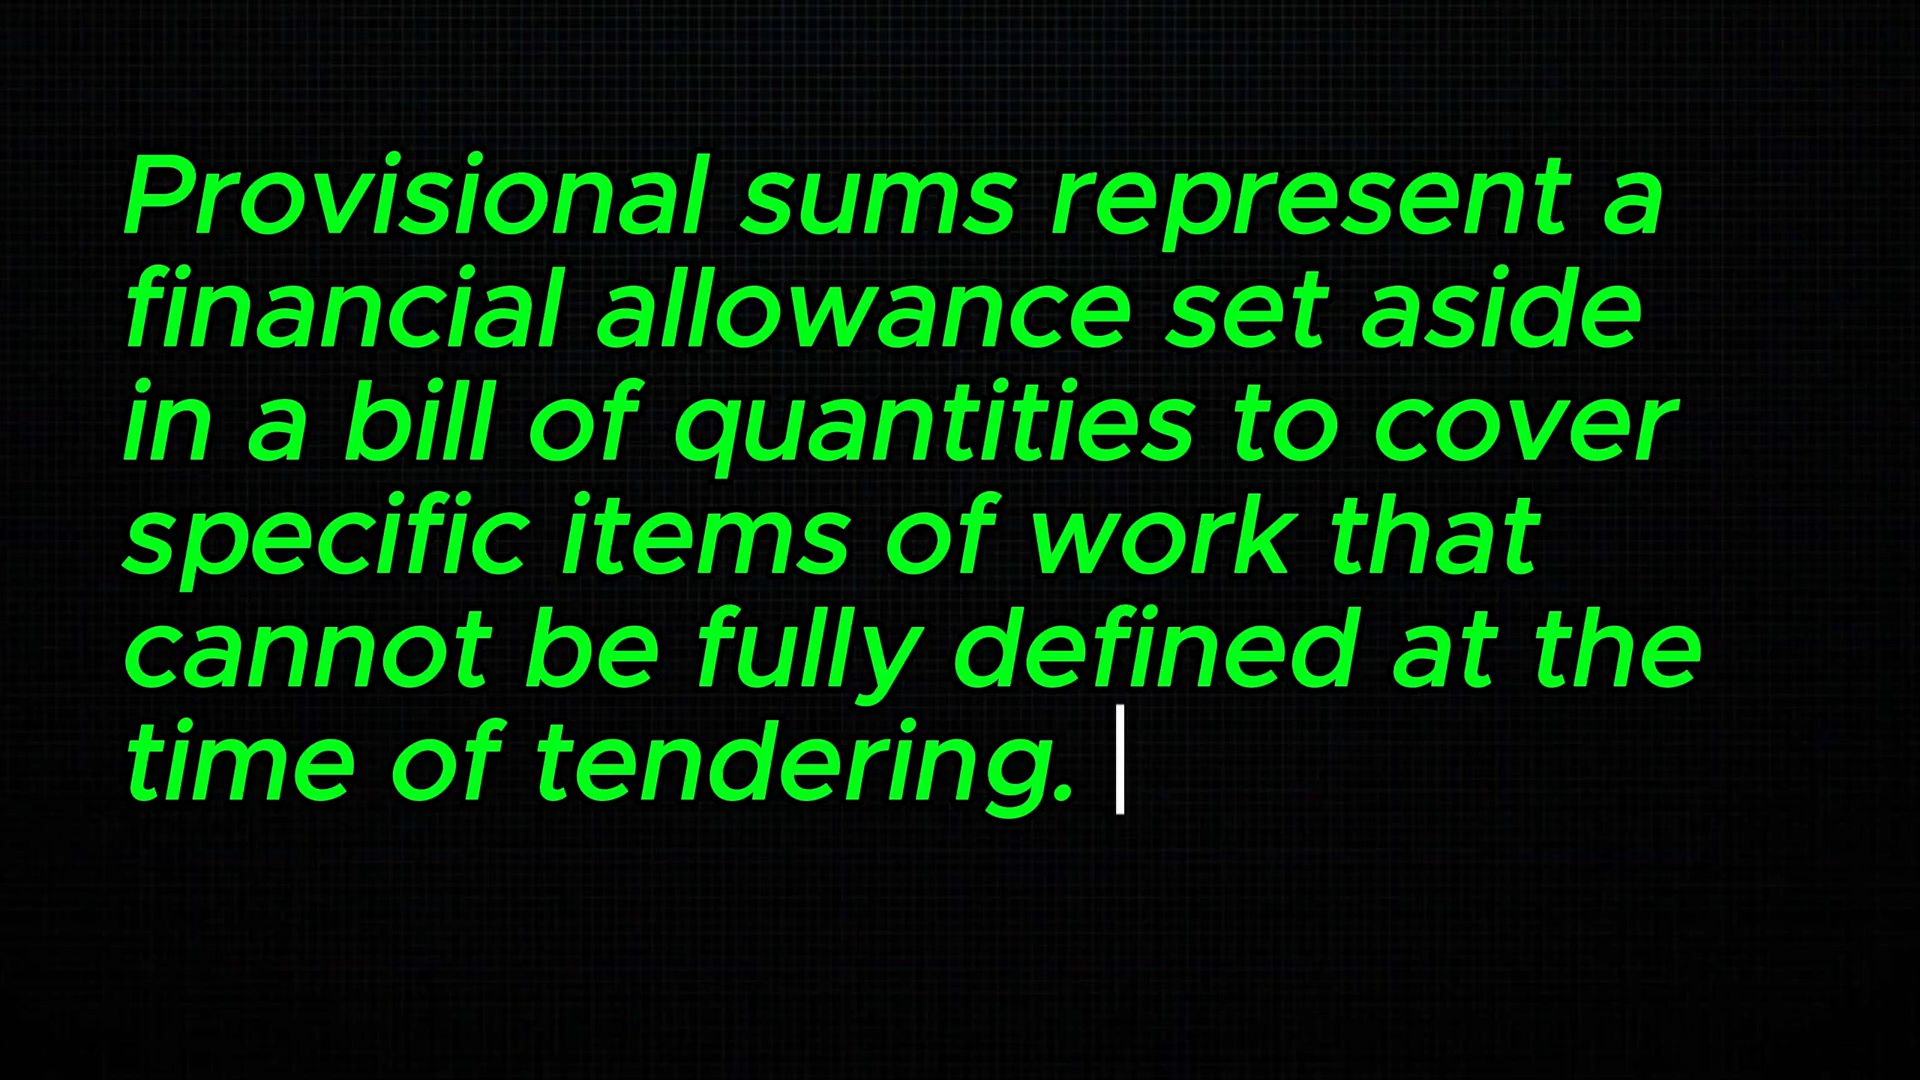 Provisional sums represent a
financial allowance set aside
in a bill of quantities to cover
specific items of work that
cannot be fully defined at the
time of tendering.